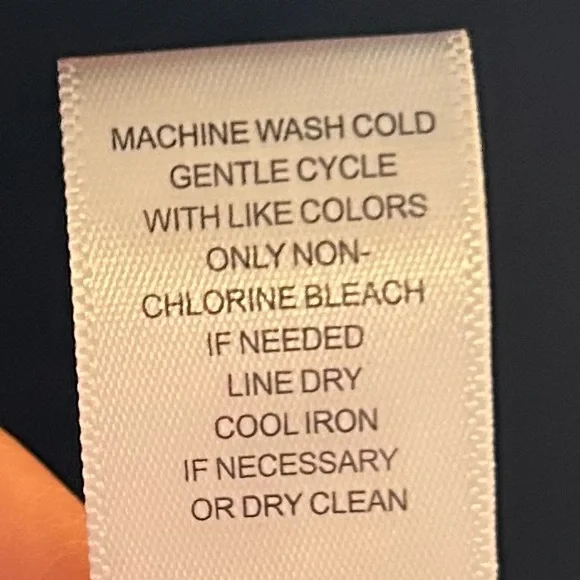 MACHINE WASH COLD
GENTLE CYCLE
WITH LIKE COLORS
ONLY NON-
CHLORINE BLEACH
IF NEEDED
LINE DRY
COOL IRON
IF NECESSARY
OR DRY CLEAN